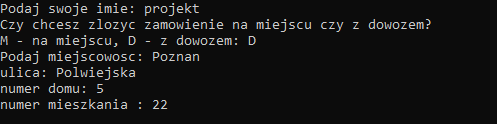 Podaj swoje imie: projekt
Czy chcesz zlozyc zamowienie na miejscu czy z dowozem?
M - na miejscu, D - z dowozem: D
Podaj miejscowosc: Poznan
ulica: Polwiejska
numer domu: 5
numer mieszkania : 22